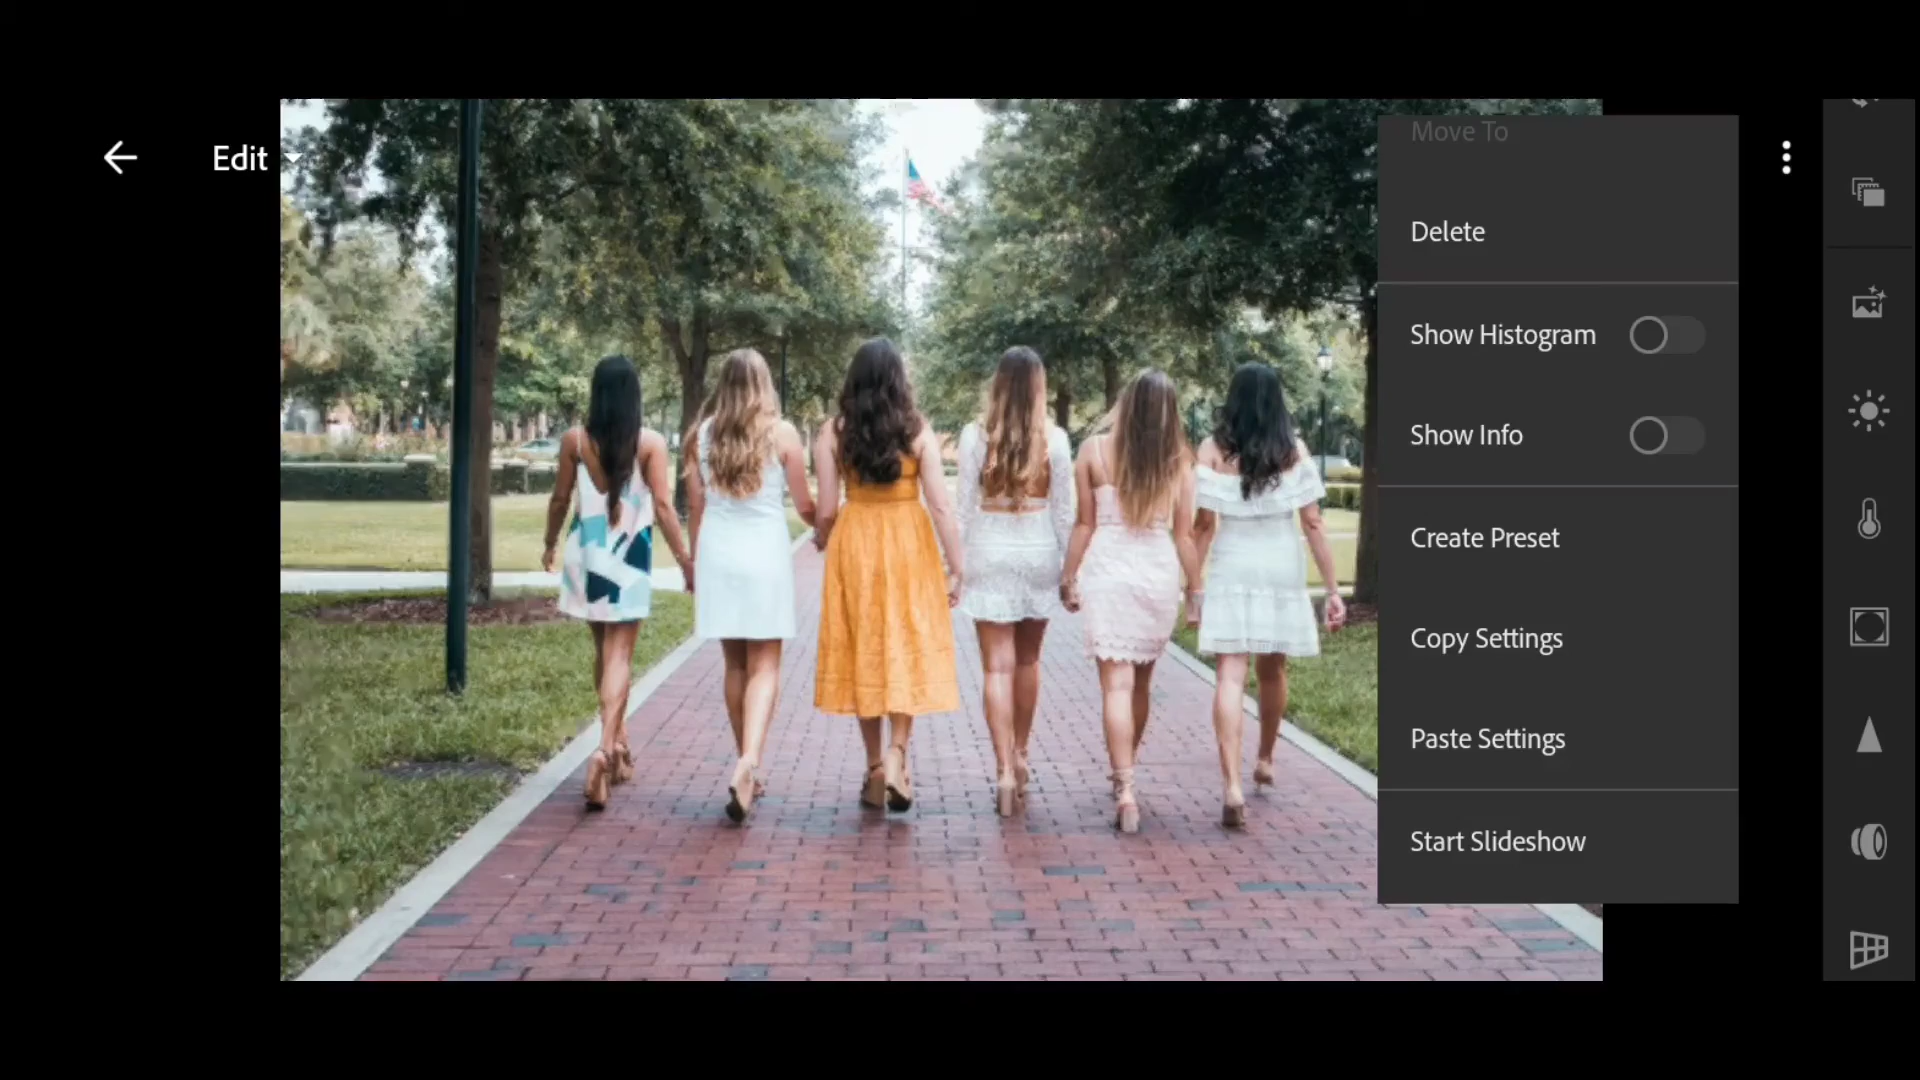 Edit
Move To
Delete
Show Histogram
Show Info
Create Preset
Copy Settings
Paste Settings
Start Slideshow